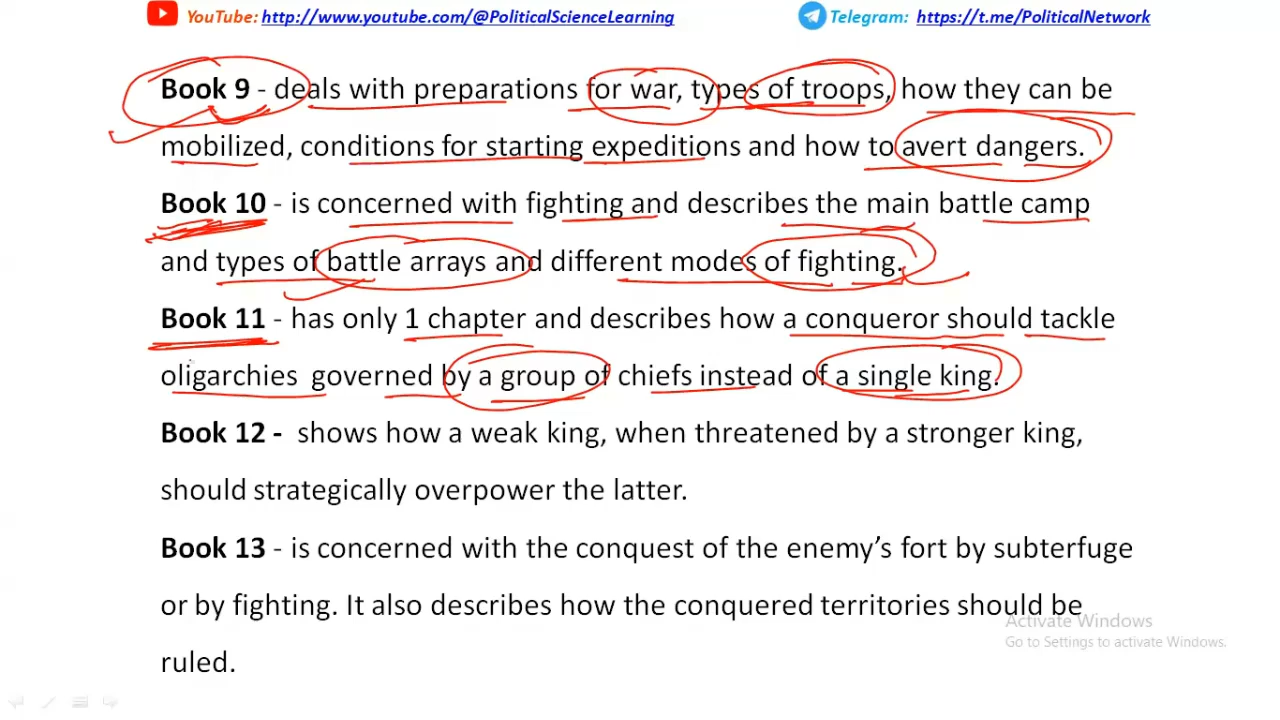 YouTube: http://www.youtube.com/@PoliticalScienceLearning Telegram: https://t.me/PoliticalNetwork
Book 9 - deals with preparations for war, types of troops, how they can be
mobilized, conditions for starting expeditions and how to avert dangers.
Book 10 - is concerned with fighting and describes the main battle camp
and types of battle arrays and different modes of fighting.
Book 11 - has only 1 chapter and describes how a conqueror should tackle
oligarchies governed by a group of chiefs instead of a single king.
Book 12 - shows how a weak king, when threatened by a stronger king,
should strategically overpower the latter.
Book 13 - is concerned with the conquest of the enemy’s fort by subterfuge
or by fighting. It also describes how the conquered territories should be
ruled.
Activate Windows
Go to Settings to activate Windows.